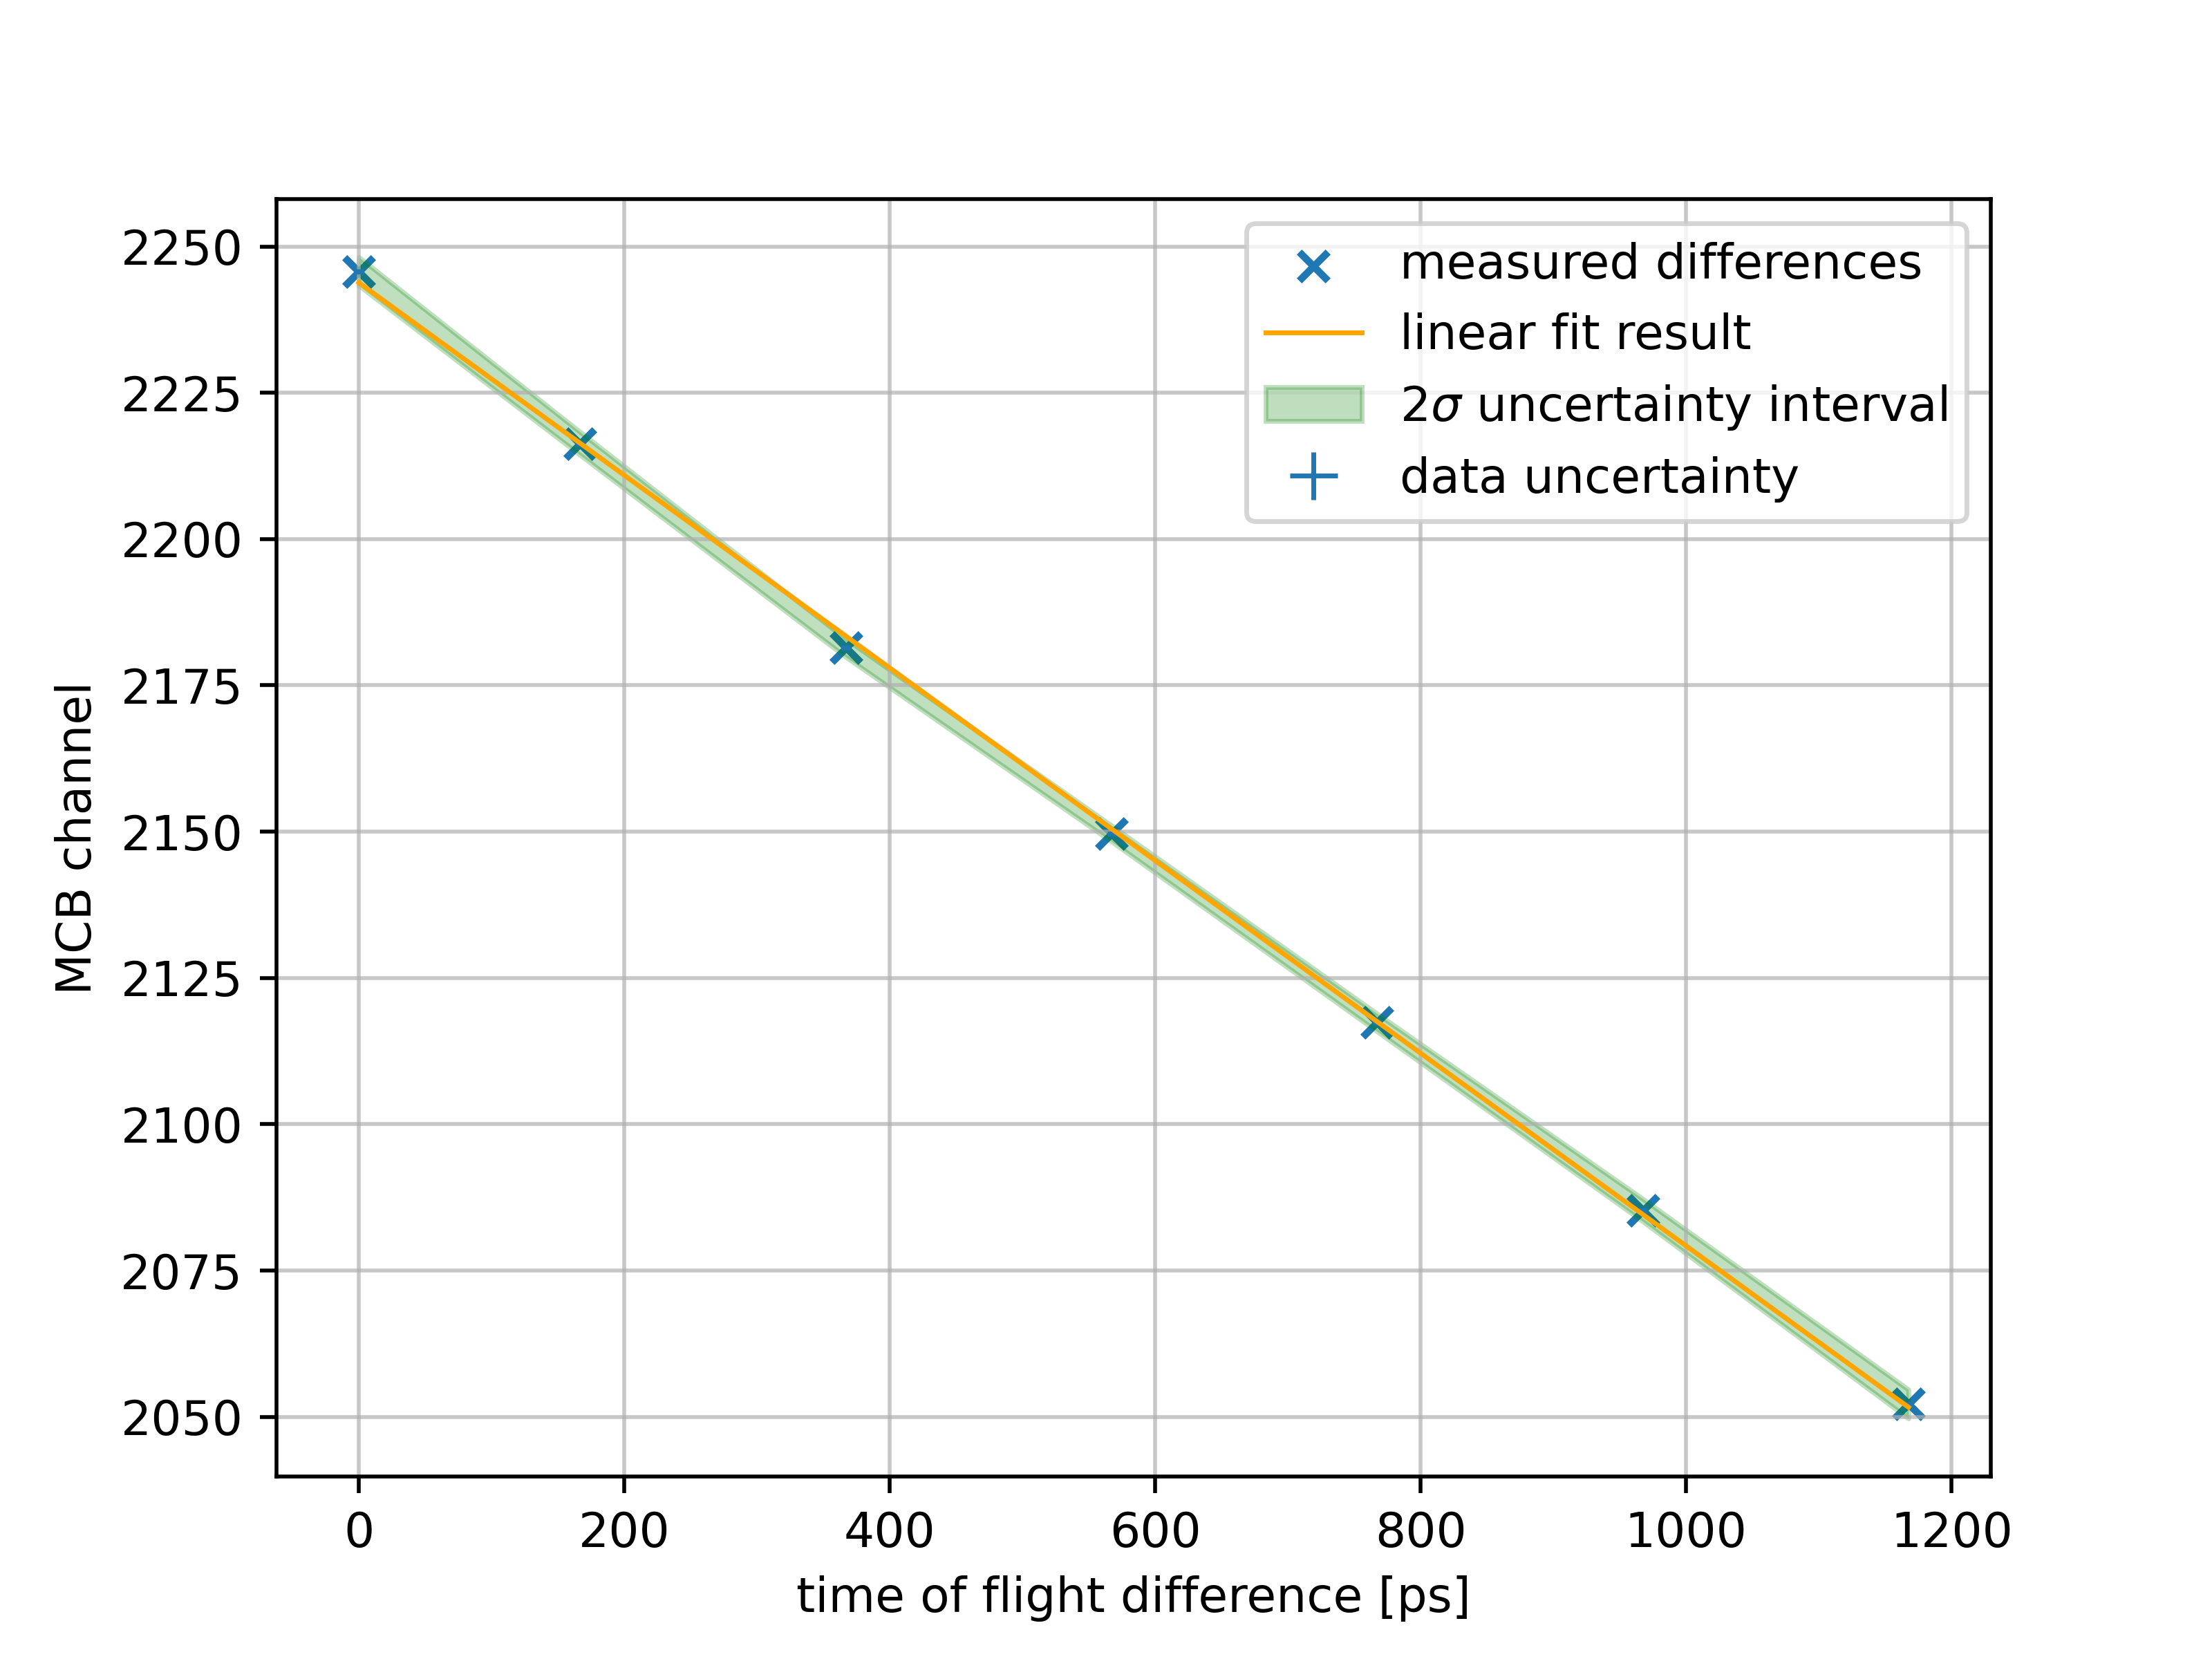 measured differences
linear fit result
2σ uncertainty interval
data uncertainty
2250
2225
2200
2175
2150
2125
2100
2075
2050
MCB channel
0 200 400 600 800 1000 1200
time of flight difference [ps]